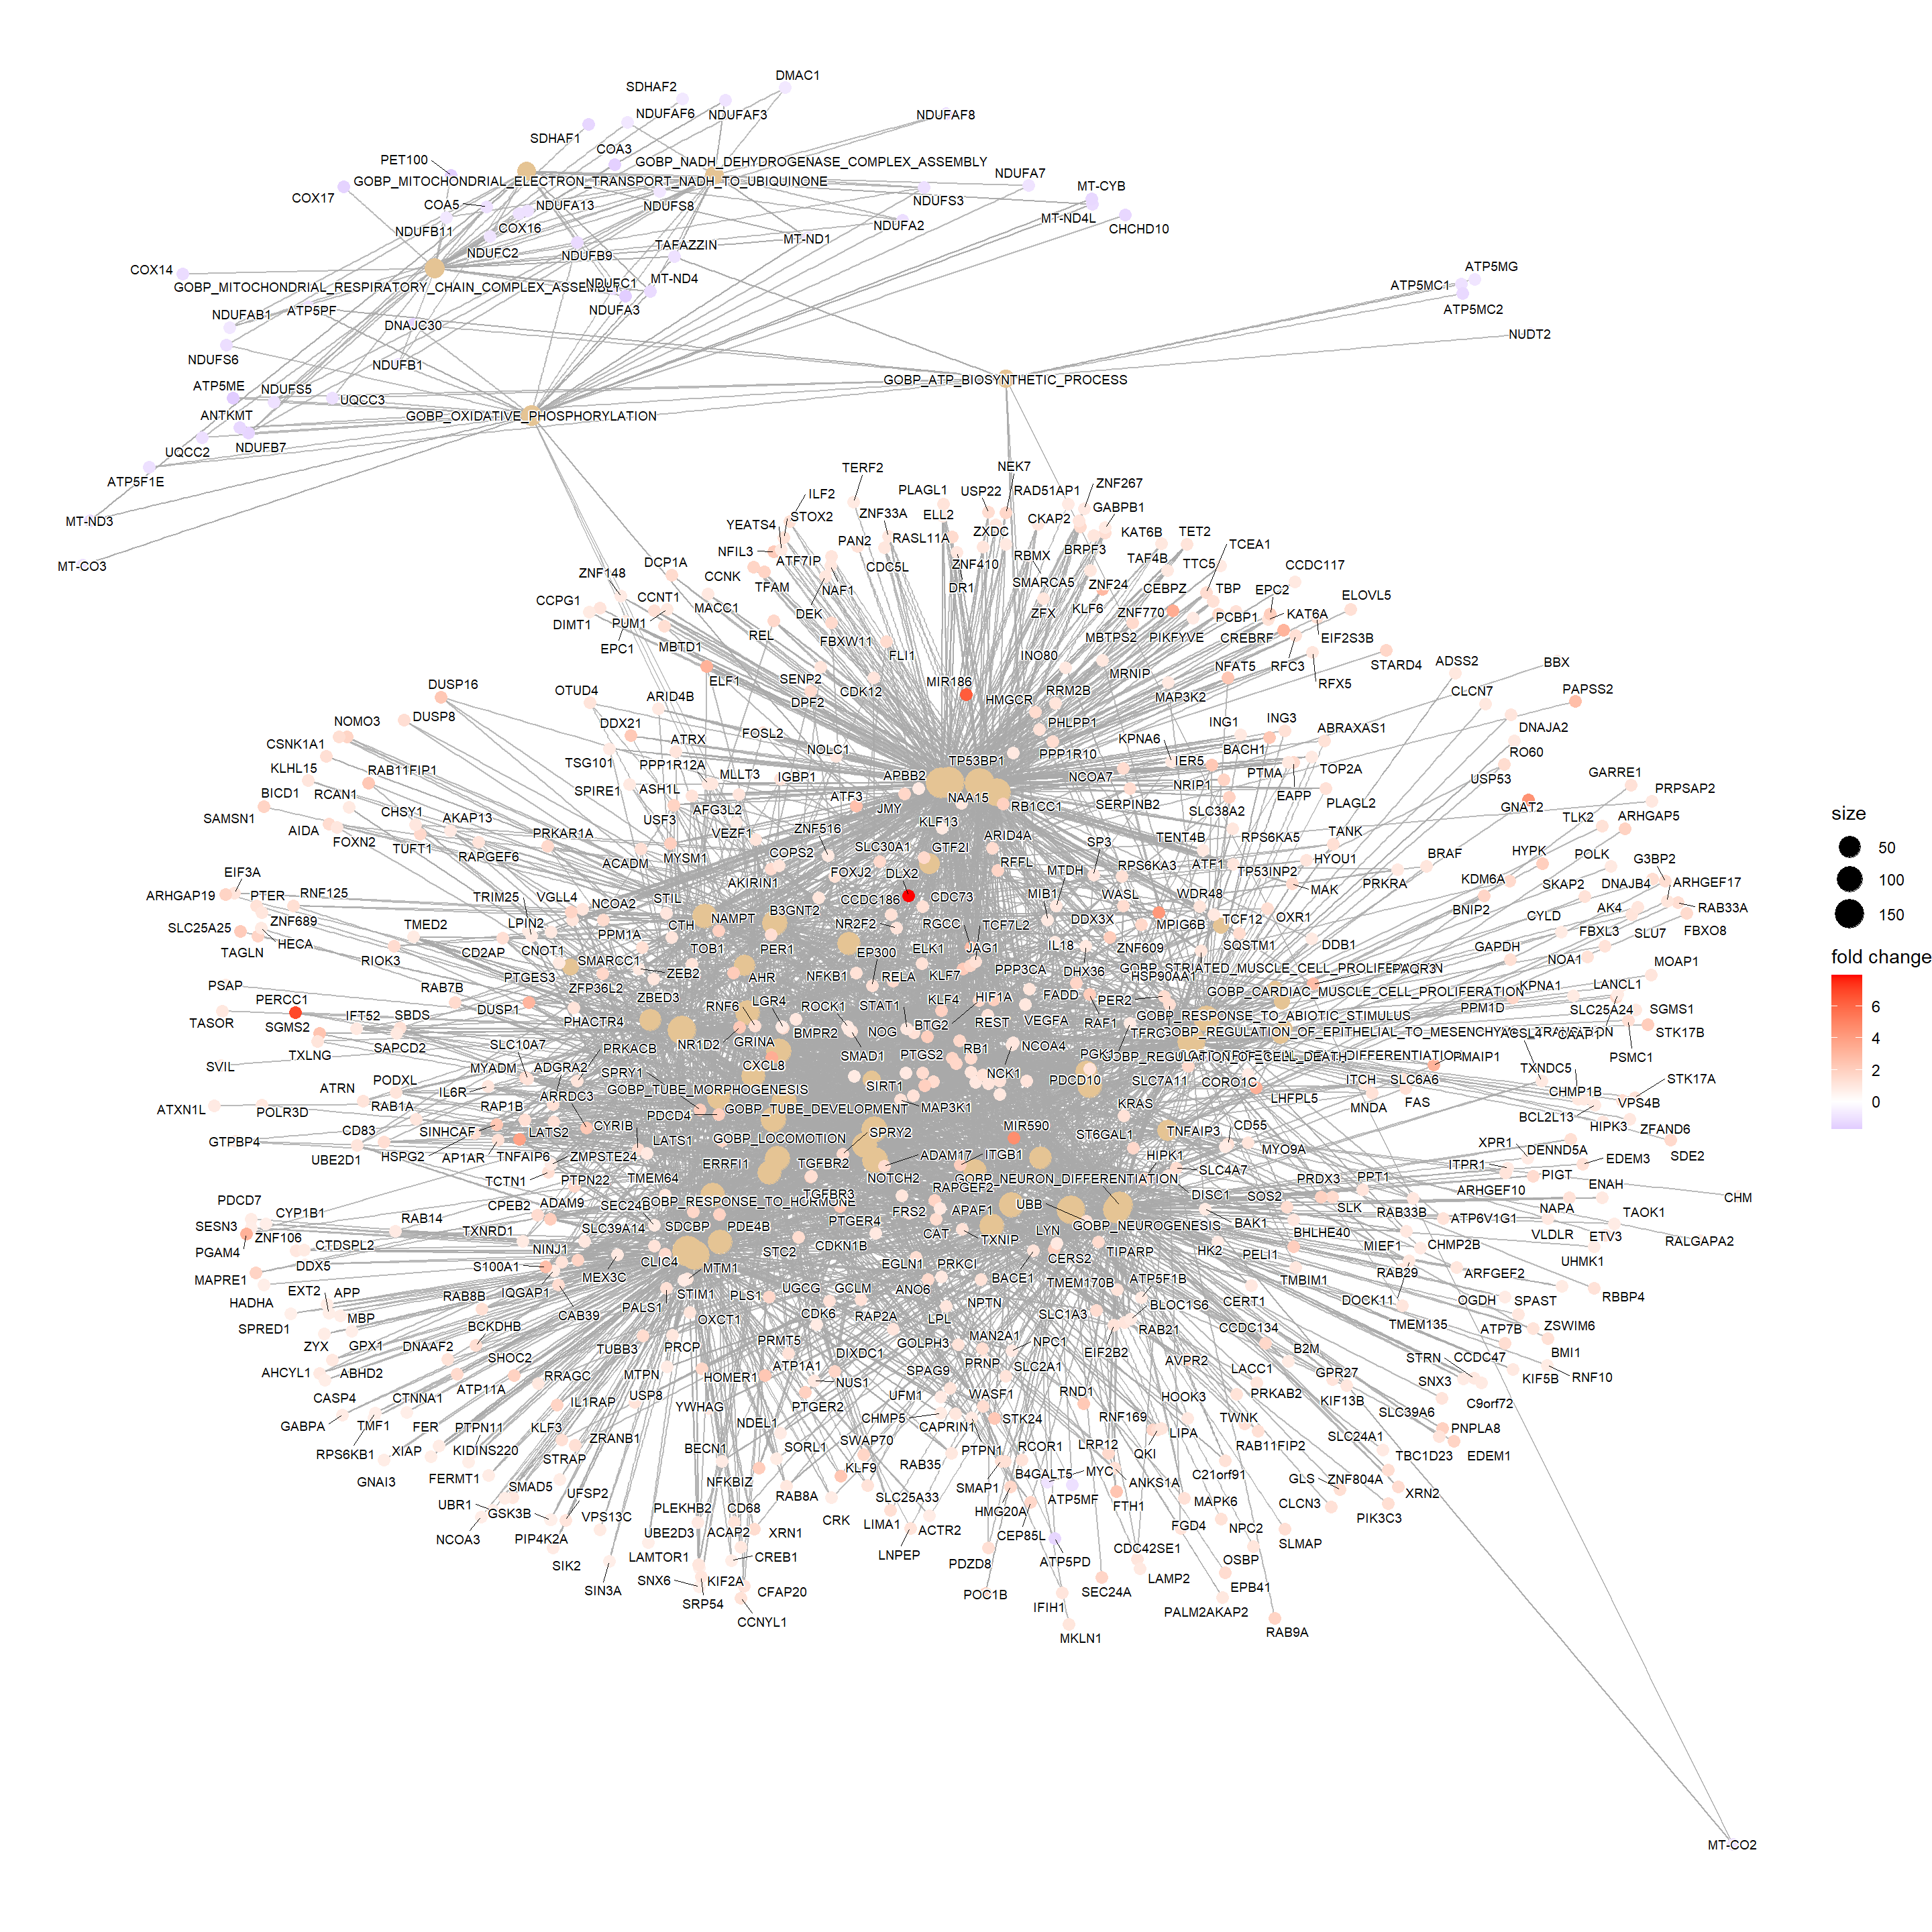 DMAC1
SDHAF2
NDUFAF6
NDUFAF3
NDUFAF8
SDHAF1
COA3
PET100
GOBP_NADH_DEHYDROGENASE_COMPLEX_ASSEMBLY
GOBP_MITOCHONDRIAL_ELECTRON_TRANSPORT_NADH_TO_UBIQUINONE
NDUFA7
COX17
MT-CYB
COA5
NDUFA13
NDUFS8
NDUFS3
MT-ND4L
CHCHD10
NDUFB11
COX16
NDUFA2
MT-ND1
NDUFC2
NDUFB9
TAFAZZIN
COX14
MT-ND4
ATP5MG
GOBP_MITOCHONDRIAL_RESPIRATORY_CHAIN_COMPLEX_ASSEMBLY
NDUFC1
ATP5MC1
NDUFAB1
ATP5PF
NDUFA3
ATP5MC2
DNAJC30
NUDT2
NDUFS6
NDUFB1
GOBP_ATP_BIOSYNTHETIC_PROCESS
ATP5ME
NDUFS5
UQCC3
ANTKMT
GOBP_OXIDATIVE_PHOSPHORYLATION
UQCC2
NDUFB7
ATP5F1E
MT-ND3
MT-CO3
TERF2
NEK7
ILF2
PLAGL1
USP22
RAD51AP1
ZNF267
STOX2
ZNF33A
ELL2
CKAP2
GABPB1
YEATS4
PAN2
RASL11A
ZXDC
KAT6B
TET2
NFIL3
ATF7IP
CDC5L
ZNF410
RBMX
BRPF3
TAF4B
TCEA1
DCP1A
CCNK
TFAM
NAF1
DR1
SMARCA5
ZNF24
CEBPZ
TTC5
TBP
CCDC117
ZNF148
CCPG1
CCNT1
MACC1
DEK
ZFX
KLF6
ZNF770
PCBP1
EPC2
KAT6A
ELOVL5
DIMT1
PUM1
REL
FBXW11
MBTPS2
PIKFYVE
CREBRF
EIF2S3B
EPC1
MBTD1
FLI1
INO80
MRNIP
NFAT5
RFC3
STARD4
ADSS2
BBX
DUSP16
OTUD4
ELF1
SENP2
CDK12
MIR186
HMGCR
RRM2B
MAP3K2
RFX5
CLCN7
PAPSS2
ARID4B
DPF2
DUSP8
NOMO3
DDX21
FOSL2
NOLC1
PHLPP1
ING1
ING3
ABRAXAS1
DNAJA2
CSNK1A1
ATRX
TP53BP1
PPP1R10
KPNA6
BACH1
RO60
KLHL15
RAB11FIP1
TSG101
PPP1R12A
MLLT3
IGBP1
APBB2
NCOA7
IER5
PTMA
TOP2A
USP53
GARRE1
BICD1
RCAN1
SPIRE1
ASH1L
AFG3L2
ATF3
JMY
NAA15
RB1CC1
SERPINB2
NRIP1
EAPP
PLAGL2
GNAT2
PRPSAP2
SAMSN1
CHSY1
AKAP13
USF3
VEZF1
ZNF516
KLF13
ARID4A
SLC38A2
TANK
TLK2
ARHGAP5
AIDA
FOXN2
TUFT1
RAPGEF6
PRKAR1A
ACADM
MYSM1
COPS2
SLC30A1
GTF2I
RFFL
TENT4B
SP3
RPS6KA5
HYOU1
BRAF
HYPK
POLK
G3BP2
EIF3A
AKIRIN1
FOXJ2
DLX2
MTDH
RPS6KA3
ATF1
TP53INP2
MAK
PRKRA
KDM6A
SKAP2
DNAJB4
ARHGEF17
ARHGAP19
PTER
RNF125
TRIM25
VGLL4
NCOA2
STIL
NAMPT
B3GNT2
CCDC186
CDC73
MIB1
WASL
WDR48
BNIP2
AK4
RAB33A
ZNF689
TMED2
LPIN2
PPM1A
CTH
NR2F2
RGCC
TCF7L2
DDX3X
MPIG6B
TCF12
OXR1
CYLD
FBXL3
FBXO8
SLC25A25
HECA
CD2AP
CNOT1
TOB1
PER1
EP300
ELK1
JAG1
IL18
ZNF609
SQSTM1
DDB1
GAPDH
SLU7
TAGLN
RIOK3
PTGES3
SMARCC1
ZEB2
AHR
NFKB1
RELA
KLF7
PPP3CA
DHX36
HSP90AA1
GOBP_STRIATED_MUSCLE_CELL_PROLIFERATION
PAQR3
NOA1
MOAP1
PSAP
PERCC1
RAB7B
ZFP36L2
ZBED3
RNF6
LGR4
ROCK1
STAT1
KLF4
HIF1A
FADD
PER2
GOBP_CARDIAC_MUSCLE_CELL_PROLIFERATION
KPNA1
LANCL1
TASOR
IFT52
SBDS
DUSP1
PPM1D
SLC25A24
SGMS1
SGMS2
PHACTR4
NR1D2
GRINA
BMPR2
NOG
BTG2
REST
VEGFA
RAF1
GOBP_RESPONSE_TO_ABIOTIC_STIMULUS
TFRC
ACSL4
CAAP1
STK17B
TXLNG
SAPCD2
SLC10A7
PRKACB
SMAD1
PTGS2
RB1
NCOA4
PGK1
GOBP_REGULATION_OF_CELL_DEATH
PMAIP1
PSMC1
SVIL
MYADM
ADGRA2
SPRY1
CXCL8
SIRT1
NCK1
PDCD10
SLC7A11
CORO1C
ITCH
SLC6A6
TXNDC5
STK17A
ATRN
PODXL
IL6R
ARRDC3
GOBP_TUBE_MORPHOGENESIS
CHMP1B
ATXN1L
POLR3D
RAB1A
RAP1B
PDCD4
GOBP_TUBE_DEVELOPMENT
MAP3K1
KRAS
LHFPL5
MNDA
FAS
BCL2L13
VPS4B
GTPBP4
CD83
SINHCAF
LATS2
CYRIB
LATS1
GOBP_LOCOMOTION
SPRY2
MIR590
ST6GAL1
TNFAIP3
CD55
HIPK3
ZFAND6
UBE2D1
HSPG2
AP1AR
TNFAIP6
ZMPSTE24
ERRFI1
TGFBR2
ADAM17
ITGB1
HIPK1
MYO9A
XPR1
DENND5A
SDE2
TCTN1
PTPN22
TMEM64
NOTCH2
GOBP_NEURON_DIFFERENTIATION
SLC4A7
ITPR1
PIGT
EDEM3
PDCD7
CYP1B1
CPEB2
ADAM9
SEC24B
GOBP_RESPONSE_TO_HORMONE
TGFBR3
RAPGEF2
DISC1
SOS2
PRDX3
PPT1
ARHGEF10
ENAH
CHM
SESN3
ZNF106
RAB14
TXNRD1
SLC39A14
SDCBP
PDE4B
PTGER4
FRS2
APAF1
UBB
GOBP_NEUROGENESIS
BAK1
SLK
RAB33B
ATP6V1G1
NAPA
TAOK1
PGAM4
CTDSPL2
NINJ1
STC2
CDKN1B
CAT
TXNIP
LYN
BHLHE40
VLDLR
ETV3
RALGAPA2
MAPRE1
DDX5
S100A1
MEX3C
CLIC4
MTM1
EGLN1
PRKCI
BACE1
CERS2
TIPARP
HK2
PELI1
MIEF1
CHMP2B
UHMK1
HADHA
EXT2
APP
RAB8B
IQGAP1
CAB39
PALS1
STIM1
PLS1
UGCG
GCLM
ANO6
NPTN
TMEM170B
ATP5F1B
TMBIM1
RAB29
ARFGEF2
RBBP4
SPRED1
MBP
BCKDHB
OXCT1
CDK6
RAP2A
LPL
SLC1A3
BLOC1S6
CERT1
DOCK11
OGDH
SPAST
ZYX
GPX1
DNAAF2
SHOC2
TUBB3
PRCP
PRMT5
DIXDC1
GOLPH3
MAN2A1
NPC1
EIF2B2
RAB21
CCDC134
TMEM135
ATP7B
ZSWIM6
AHCYL1
ABHD2
ATP11A
RRAGC
MTPN
HOMER1
ATP1A1
NUS1
SPAG9
PRNP
SLC2A1
AVPR2
B2M
LACC1
GPR27
STRN
CCDC47
BMI1
RNF10
CASP4
CTNNA1
IL1RAP
USP8
YWHAG
PTGER2
UFM1
WASF1
RND1
HOOK3
PRKAB2
KIF13B
SNX3
KIF5B
GABPA
TMF1
FER
PTPN11
KLF3
ZRANB1
NDEL1
CHMP5
CAPRIN1
STK24
RNF169
LIPA
TWNK
SLC39A6
C9orf72
RPS6KB1
XIAP
KIDINS220
STRAP
BECN1
SORL1
SWAP70
PTPN1
RCOR1
LRP12
QKI
RAB11FIP2
SLC24A1
PNPLA8
GNAI3
FERMT1
SMAD5
NFKBIZ
KLF9
RAB35
B4GALT5
MYC
ANKS1A
C21orf91
GLS
ZNF804A
TBC1D23
EDEM1
UBR1
GSK3B
UFSP2
PLEKHB2
CD68
RAB8A
SLC25A33
SMAP1
ATP5MF
FTH1
MAPK6
CLCN3
XRN2
NCOA3
PIP4K2A
VPS13C
UBE2D3
ACAP2
XRN1
CRK
LIMA1
ACTR2
HMG20A
CEP85L
FGD4
NPC2
PIK3C3
SIK2
LAMTOR1
CREB1
LNPEP
PDZD8
ATP5PD
CDC42SE1
OSBP
SLMAP
SIN3A
SNX6
KIF2A
CFAP20
POC1B
SEC24A
LAMP2
EPB41
SRP54
CCNYL1
IFIH1
PALM2AKAP2
MKLN1
RAB9A
MT-CO2
size
50
100
150
fold change
6
4
2
0